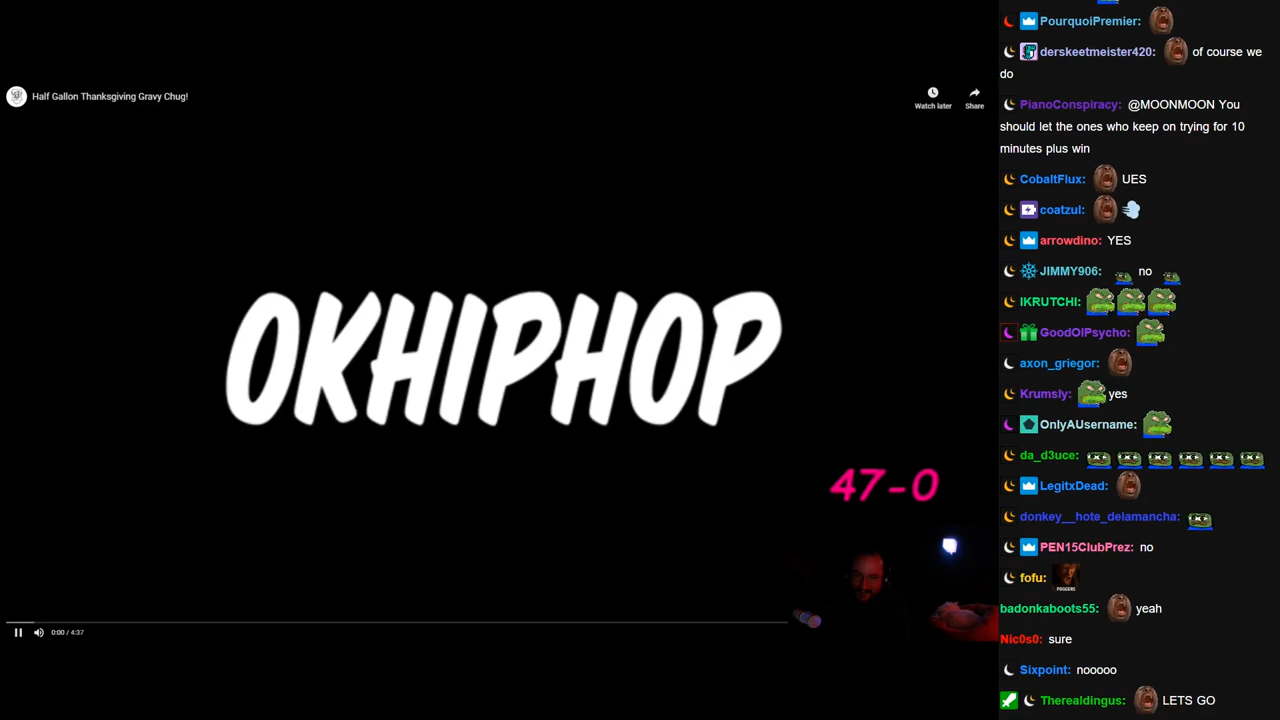 Half Gallon Thanksgiving Gravy Chug!
Watch later
Share
OKHIPHOP
47-0
0:00 / 4:37
PourquoiPremier:
derskeetmeister420: of course we
do
PianoConspiracy: @MOONMOON You
should let the ones who keep on trying for 10
minutes plus win
CobaltFlux: UES
coatzul:
arrowdino: YES
JIMMY906: no
IKRUTCHI:
GoodOlPsycho:
axon_griegor:
Krumsly: yes
OnlyAUsername:
da_d3uce:
LegitxDead:
donkey__hote_delamancha:
PEN15ClubPrez: no
fofu: POGGERS
badonkaboots55: yeah
Nic0s0: sure
Sixpoint: nooooo
Therealdingus: LETS GO